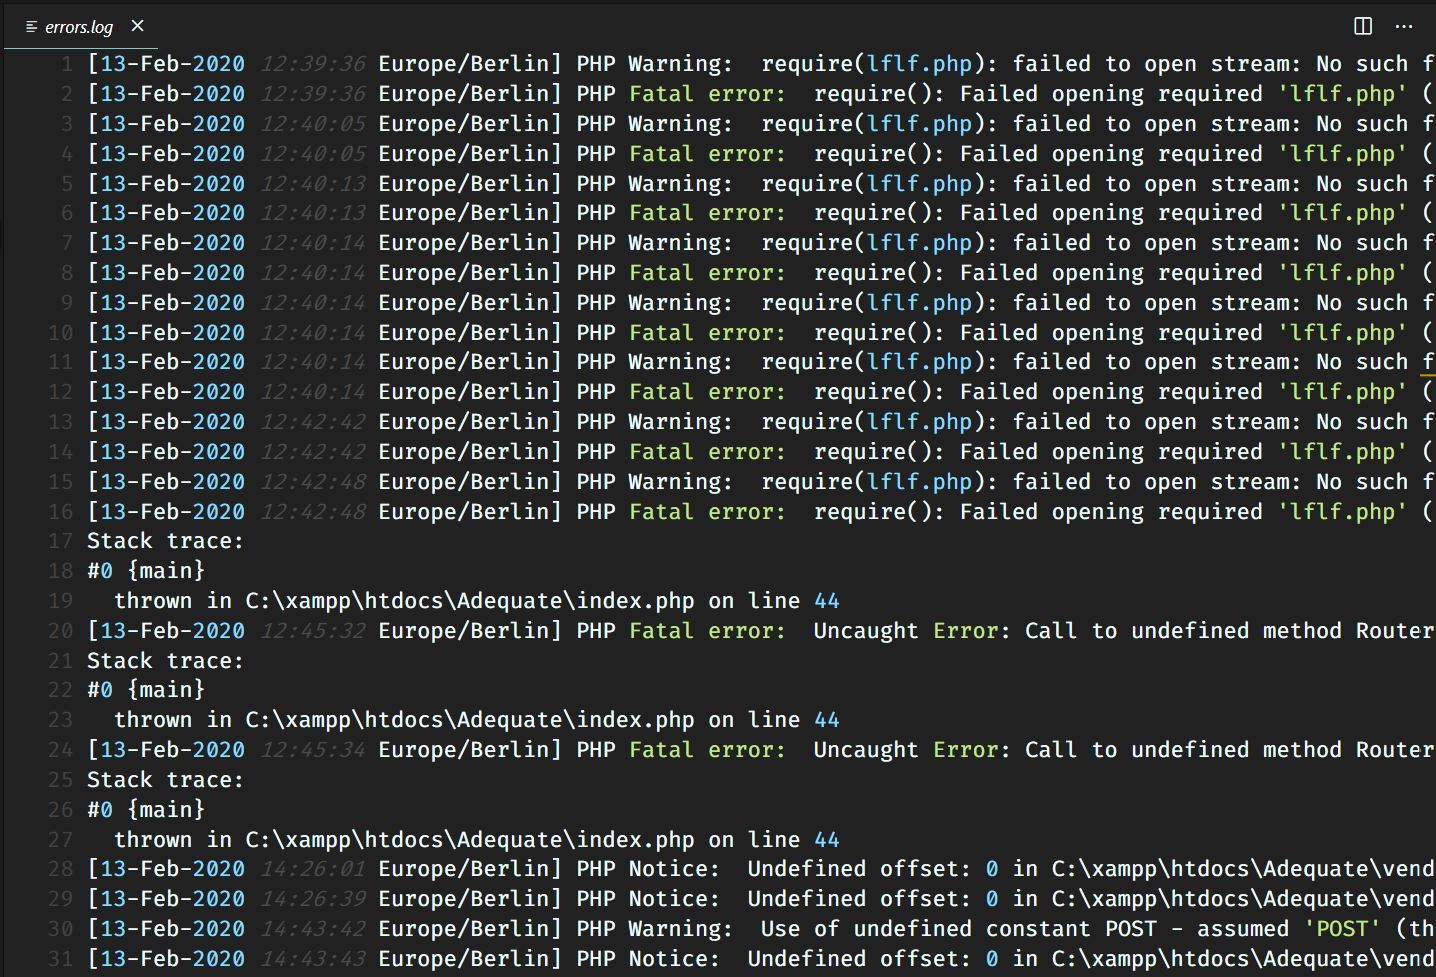 errors.log
1 [13-Feb-2020 12:39:36 Europe/Berlin] PHP Warning:  require(lflf.php): failed to open stream: No such f
2 [13-Feb-2020 12:39:36 Europe/Berlin] PHP Fatal error:  require(): Failed opening required 'lflf.php' (
3 [13-Feb-2020 12:40:05 Europe/Berlin] PHP Warning:  require(lflf.php): failed to open stream: No such f
4 [13-Feb-2020 12:40:05 Europe/Berlin] PHP Fatal error:  require(): Failed opening required 'lflf.php' (
5 [13-Feb-2020 12:40:13 Europe/Berlin] PHP Warning:  require(lflf.php): failed to open stream: No such f
6 [13-Feb-2020 12:40:13 Europe/Berlin] PHP Fatal error:  require(): Failed opening required 'lflf.php' (
7 [13-Feb-2020 12:40:14 Europe/Berlin] PHP Warning:  require(lflf.php): failed to open stream: No such f
8 [13-Feb-2020 12:40:14 Europe/Berlin] PHP Fatal error:  require(): Failed opening required 'lflf.php' (
9 [13-Feb-2020 12:40:14 Europe/Berlin] PHP Warning:  require(lflf.php): failed to open stream: No such f
10 [13-Feb-2020 12:40:14 Europe/Berlin] PHP Fatal error:  require(): Failed opening required 'lflf.php' (
11 [13-Feb-2020 12:40:14 Europe/Berlin] PHP Warning:  require(lflf.php): failed to open stream: No such f
12 [13-Feb-2020 12:40:14 Europe/Berlin] PHP Fatal error:  require(): Failed opening required 'lflf.php' (
13 [13-Feb-2020 12:42:42 Europe/Berlin] PHP Warning:  require(lflf.php): failed to open stream: No such f
14 [13-Feb-2020 12:42:42 Europe/Berlin] PHP Fatal error:  require(): Failed opening required 'lflf.php' (
15 [13-Feb-2020 12:42:48 Europe/Berlin] PHP Warning:  require(lflf.php): failed to open stream: No such f
16 [13-Feb-2020 12:42:48 Europe/Berlin] PHP Fatal error:  require(): Failed opening required 'lflf.php' (
17 Stack trace:
18 #0 {main}
19   thrown in C:\xampp\htdocs\Adequate\index.php on line 44
20 [13-Feb-2020 12:45:32 Europe/Berlin] PHP Fatal error:  Uncaught Error: Call to undefined method Router
21 Stack trace:
22 #0 {main}
23   thrown in C:\xampp\htdocs\Adequate\index.php on line 44
24 [13-Feb-2020 12:45:34 Europe/Berlin] PHP Fatal error:  Uncaught Error: Call to undefined method Router
25 Stack trace:
26 #0 {main}
27   thrown in C:\xampp\htdocs\Adequate\index.php on line 44
28 [13-Feb-2020 14:26:01 Europe/Berlin] PHP Notice:  Undefined offset: 0 in C:\xampp\htdocs\Adequate\vend
29 [13-Feb-2020 14:26:39 Europe/Berlin] PHP Notice:  Undefined offset: 0 in C:\xampp\htdocs\Adequate\vend
30 [13-Feb-2020 14:43:42 Europe/Berlin] PHP Warning:  Use of undefined constant POST - assumed 'POST' (th
31 [13-Feb-2020 14:43:43 Europe/Berlin] PHP Notice:  Undefined offset: 0 in C:\xampp\htdocs\Adequate\vend